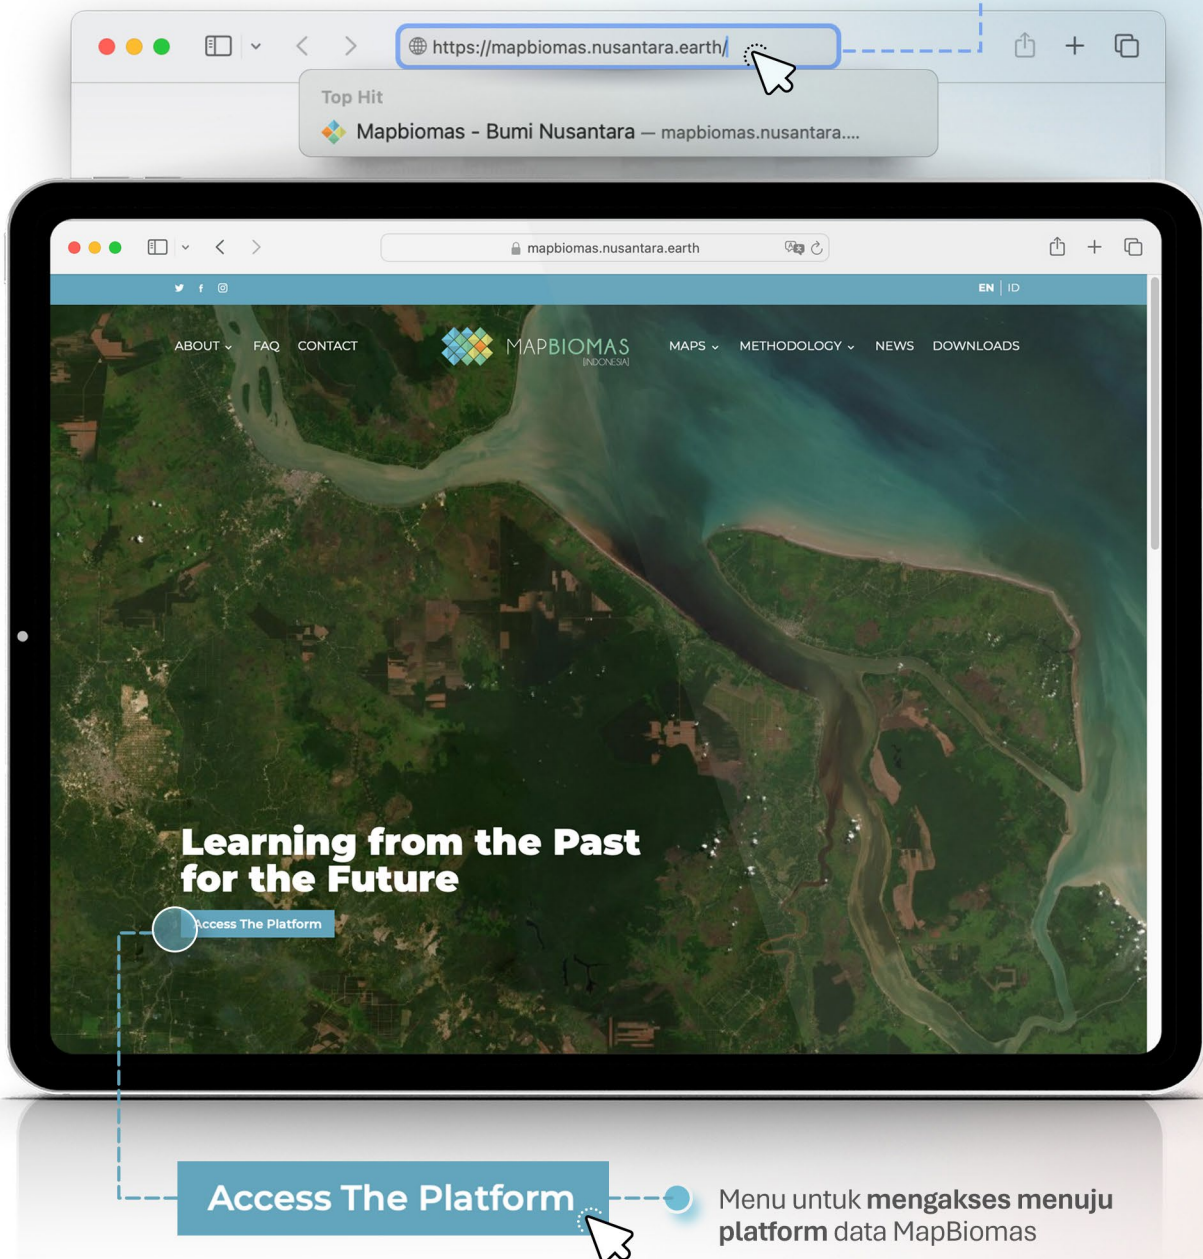 https://mapbiomas.nusantara.earth/
Top Hit
Mapbiomas - Bumi Nusantara — mapbiomas.nusantara....
mapbiomas.nusantara.earth
EN | ID
ABOUT FAQ CONTACT MAPBIOMAS MAPS METHODOLOGY NEWS DOWNLOADS
[INDONESIA]
Learning from the Past
for the Future
Access The Platform
Access The Platform
Menu untuk mengakses menuju
platform data MapBiomas